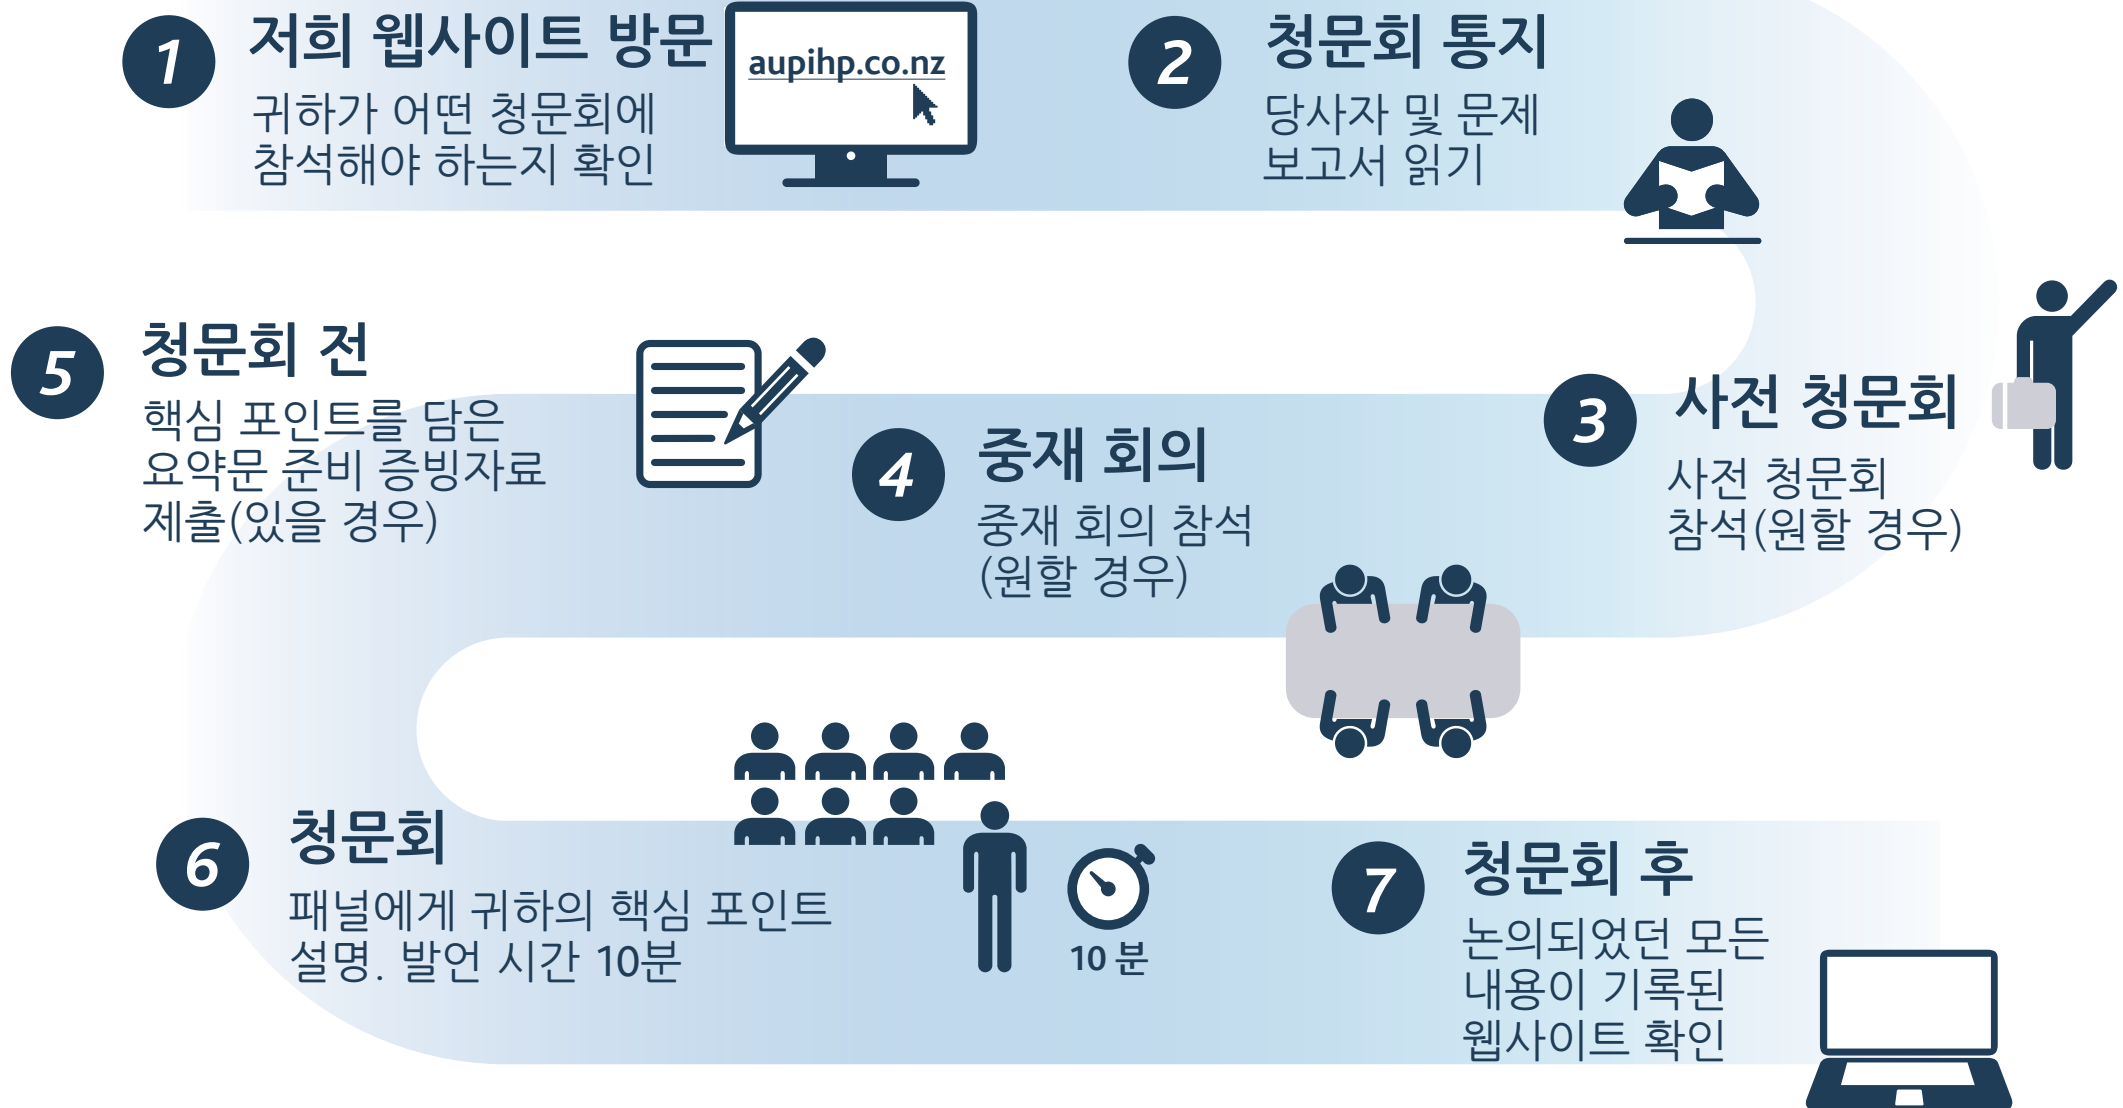 1
저희 웹사이트 방문
귀하가 어떤 청문회에
참석해야 하는지 확인
aupihp.co.nz
2
청문회 통지
당사자 및 문제
보고서 읽기
3
사전 청문회
사전 청문회
참석(원할 경우)
4
중재 회의
중재 회의 참석
(원할 경우)
5
청문회 전
핵심 포인트를 담은
요약문 준비 증빙자료
제출(있을 경우)
6
청문회
패널에게 귀하의 핵심 포인트
설명. 발언 시간 10분
10 분
7
청문회 후
논의되었던 모든
내용이 기록된
웹사이트 확인